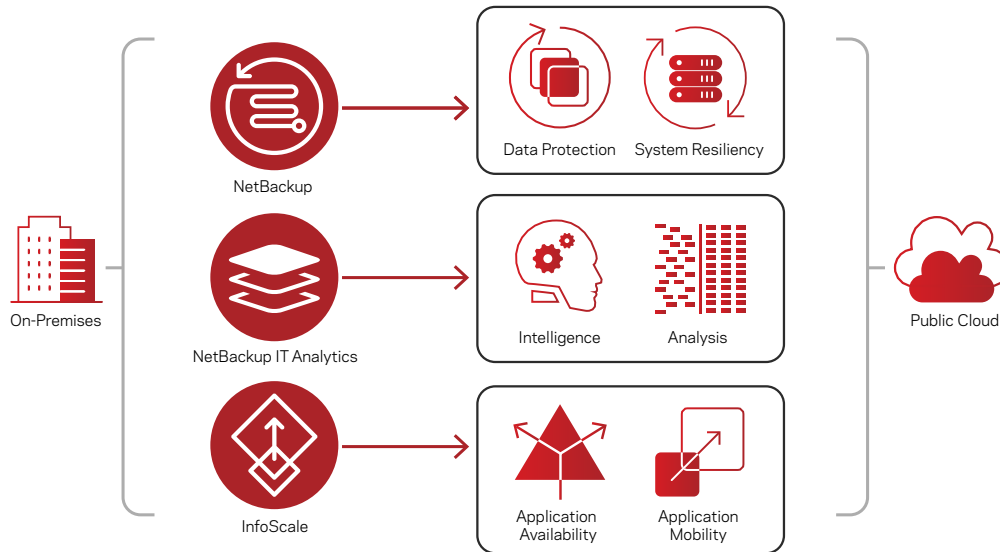 Data Protection
System Resiliency
NetBackup
On-Premises
Intelligence
Analysis
Public Cloud
NetBackup IT Analytics
Application
Availability
Application
Mobility
InfoScale